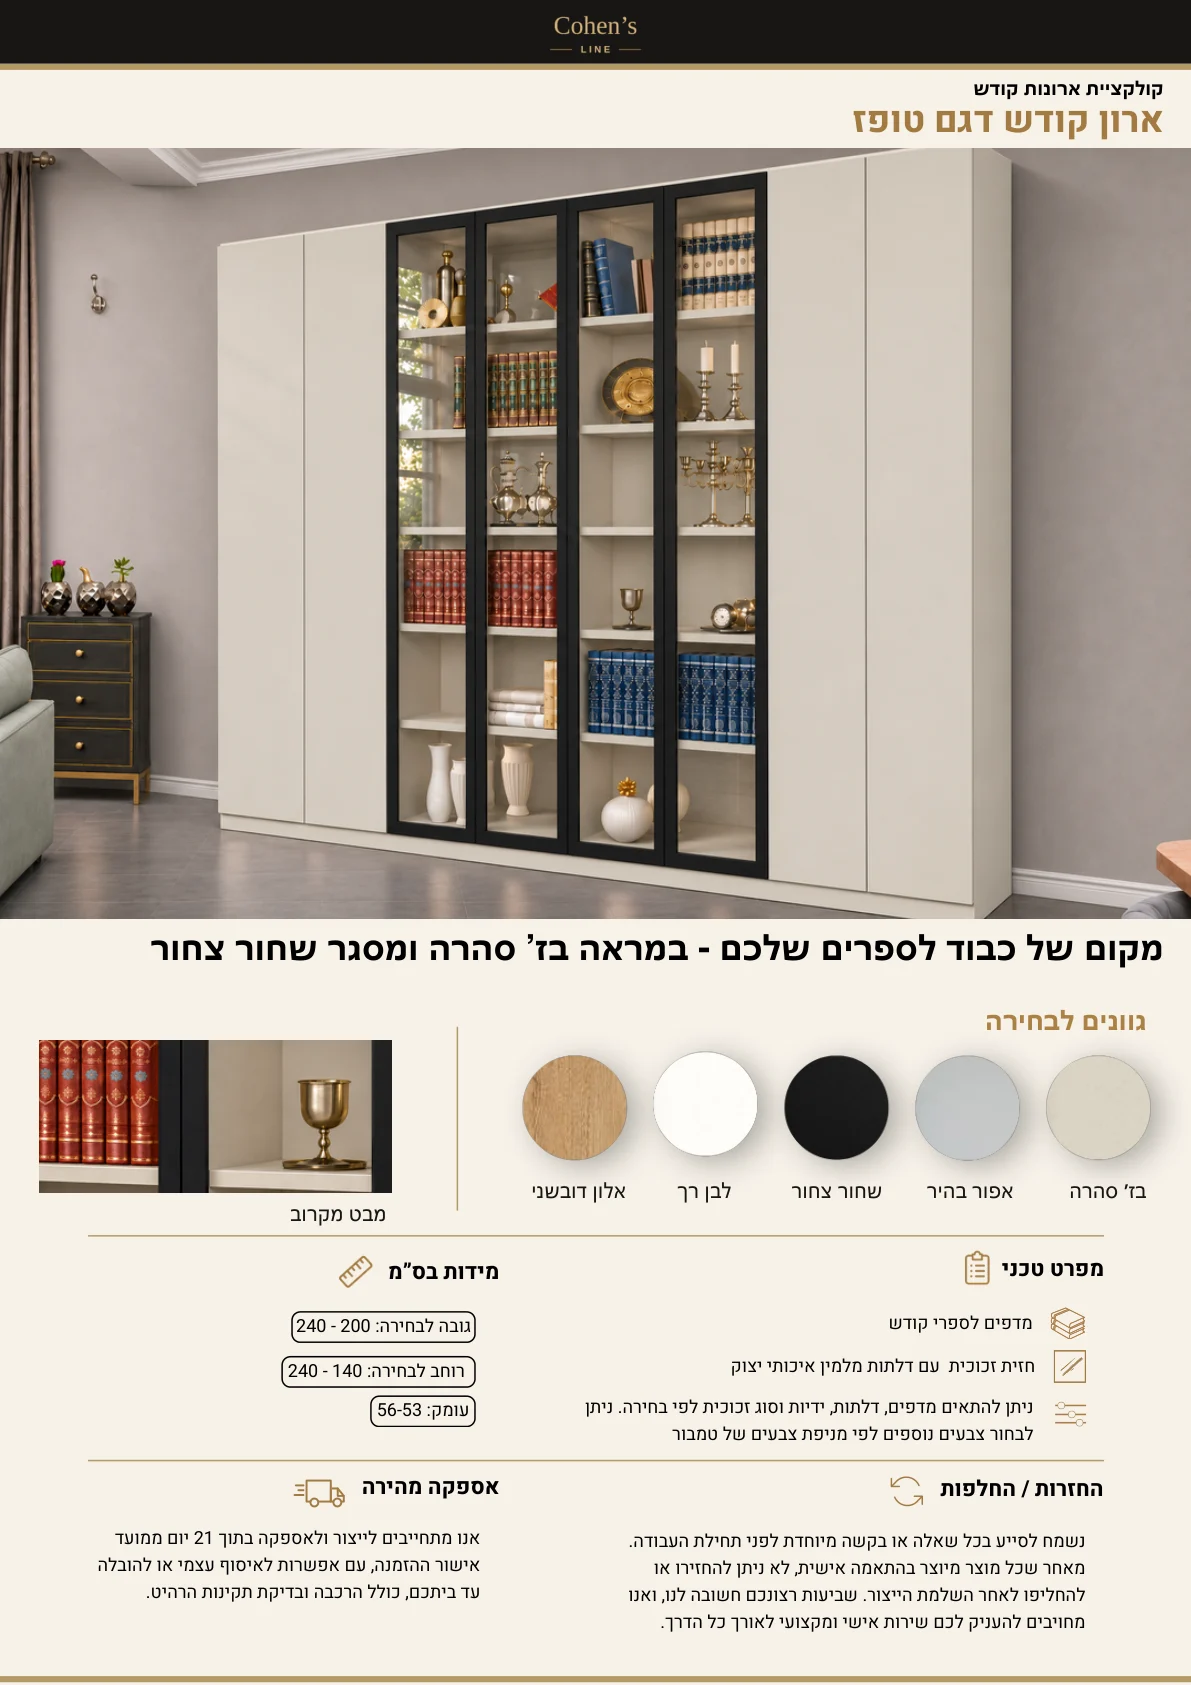 Cohen’s
LINE
קולקציית ארונות קודש
ארון קודש דגם טופז
מקום של כבוד לספרים שלכם - במראה בז’ סהרה ומסגר שחור צחור
גוונים לבחירה
בז’ סהרה
אפור בהיר
שחור צחור
לבן רך
אלון דובשני
מבט מקרוב
מפרט טכני
מדפים לספרי קודש
חזית זכוכית עם דלתות מלמין איכותי יצוק
ניתן להתאים מדפים, דלתות, ידיות וסוג זכוכית לפי בחירה. ניתן
לבחור צבעים נוספים לפי מניפת צבעים של טמבור
מידות בס”מ
גובה לבחירה: 200 - 240
רוחב לבחירה: 140 - 240
עומק: 56-53
החזרות / החלפות
נשמח לסייע בכל שאלה או בקשה מיוחדת לפני תחילת העבודה.
מאחר שכל מוצר מיוצר בהתאמה אישית, לא ניתן להחזירו או
להחליפו לאחר השלמת הייצור. שביעות רצונכם חשובה לנו, ואנו
מחויבים להעניק לכם שירות אישי ומקצועי לאורך כל הדרך.
אספקה מהירה
אנו מתחייבים לייצור ולאספקה בתוך 21 יום ממועד
אישור ההזמנה, עם אפשרות לאיסוף עצמי או להובלה
עד ביתכם, כולל הרכבה ובדיקת תקינות הרהיט.